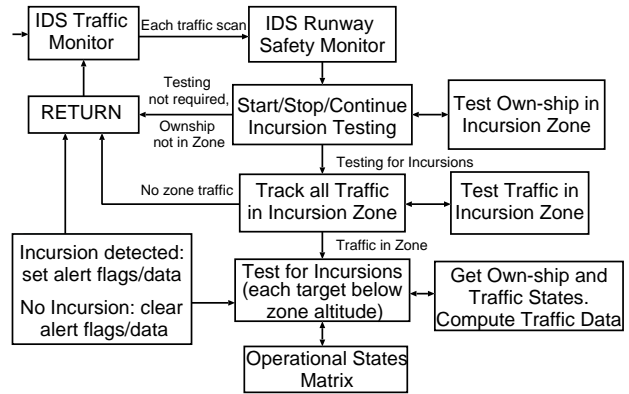 IDS Traffic
Monitor
Each traffic scan
IDS Runway
Safety Monitor
Testing
not required,
Ownship
not in Zone
RETURN
Start/Stop/Continue
Incursion Testing
Test Own-ship in
Incursion Zone
Testing for Incursions
No zone traffic
Track all Traffic
in Incursion Zone
Test Traffic in
Incursion Zone
Traffic in Zone
Incursion detected:
set alert flags/data
No Incursion: clear
alert flags/data
Test for Incursions
(each target below
zone altitude)
Get Own-ship and
Traffic States.
Compute Traffic Data
Operational States
Matrix